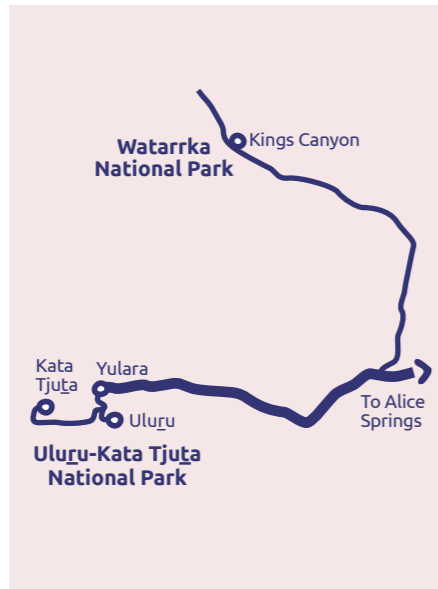 Kings Canyon
Watarrka
National Park
Kata
Tjuṯa
Yulara
Uluṟu
To Alice
Springs
Uluṟu-Kata Tjuṯa
National Park